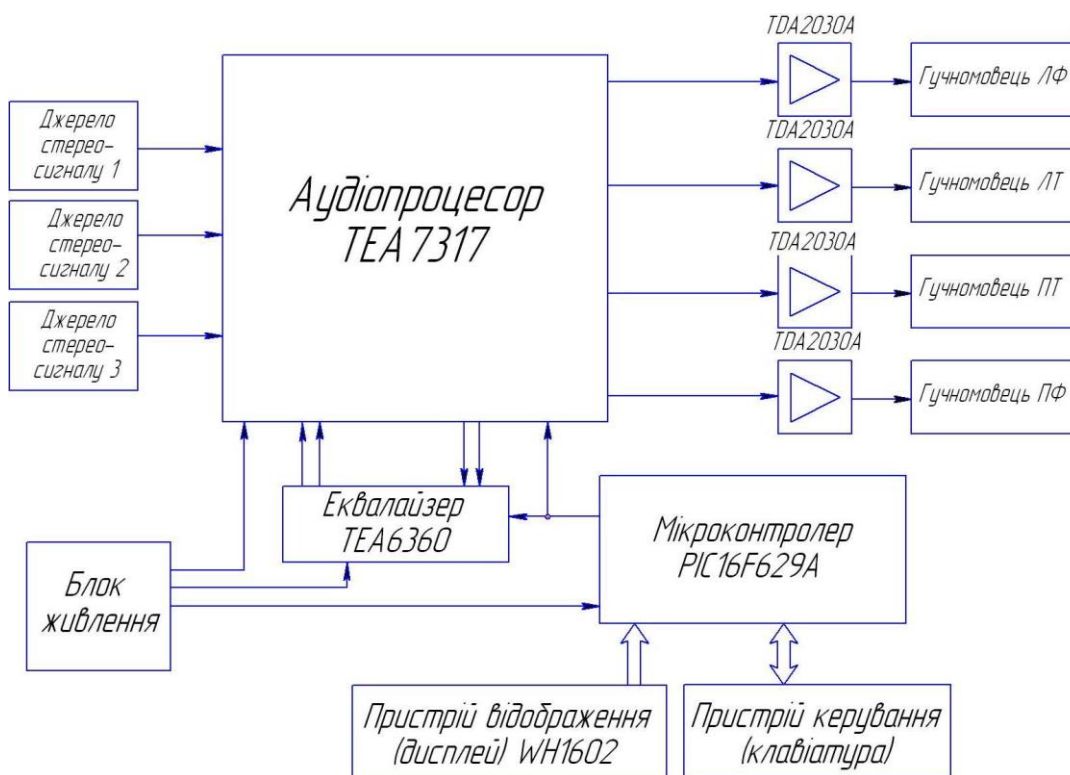 TDA2030A
Гучномовець ЛФ
Джерело
стерео-
сигналу 1
Аудіопроцесор
TEA7317
TDA2030A
Гучномовець ЛТ
Джерело
стерео-
сигналу 2
TDA2030A
Гучномовець ПТ
Джерело
стерео-
сигналу 3
TDA2030A
Гучномовець ПФ
Еквалайзер
TEA6360
Мікроконтролер
PIC16F629A
Блок
живлення
Пристрій відображення
(дисплей) WH1602
Пристрій керування
(клавіатура)